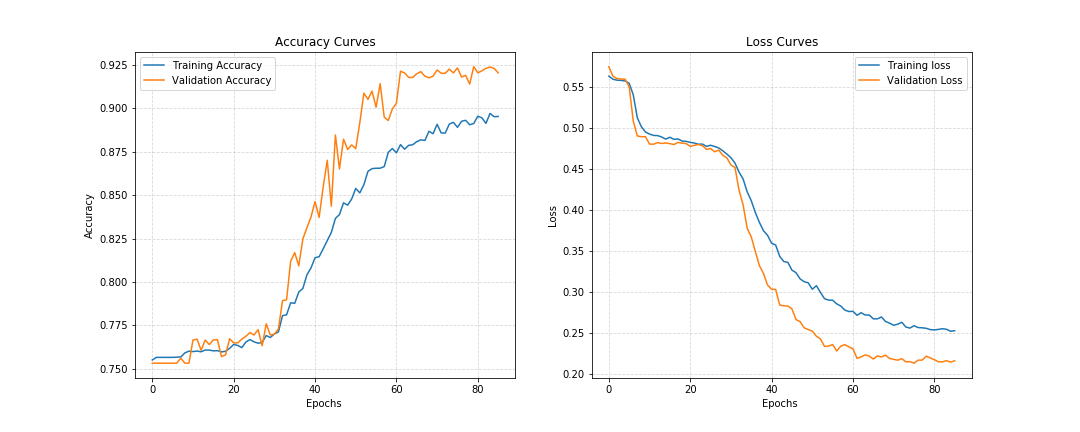 Accuracy Curves
Training Accuracy
Validation Accuracy
0.925
0.900
0.875
0.850
0.825
0.800
0.775
0.750
Accuracy
0
20
40
60
80
Epochs
Loss Curves
Training loss
Validation Loss
0.55
0.50
0.45
0.40
0.35
0.30
0.25
0.20
Loss
0
20
40
60
80
Epochs